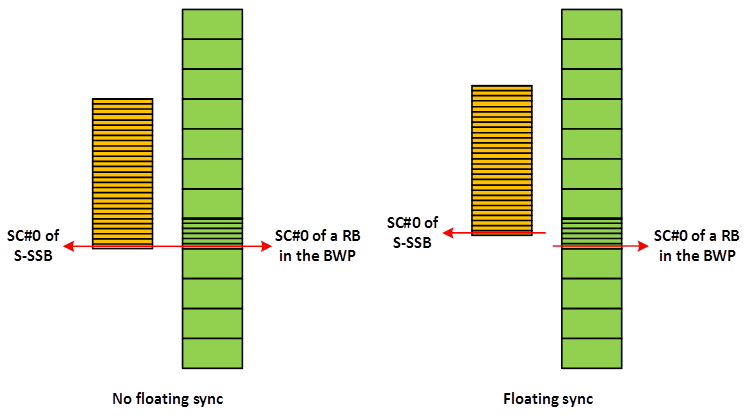 SC#0 of
S-SSB
SC#0 of a RB
in the BWP
No floating sync
SC#0 of
S-SSB
SC#0 of a RB
in the BWP
Floating sync